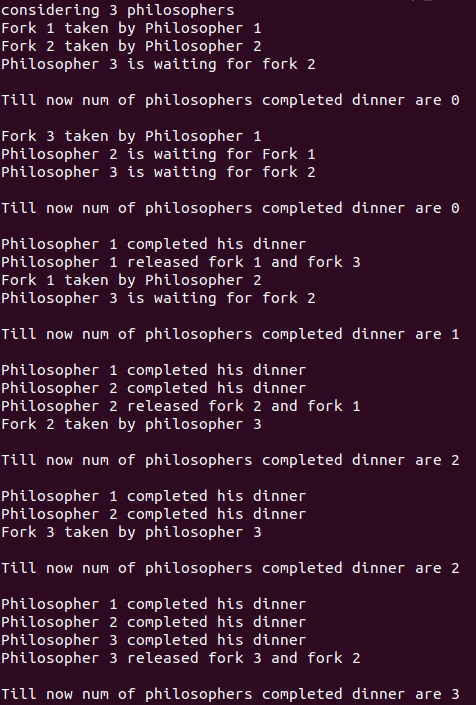 considering 3 philosophers
Fork 1 taken by Philosopher 1
Fork 2 taken by Philosopher 2
Philosopher 3 is waiting for fork 2
Till now num of philosophers completed dinner are 0
Fork 3 taken by Philosopher 1
Philosopher 2 is waiting for Fork 1
Philosopher 3 is waiting for fork 2
Till now num of philosophers completed dinner are 0
Philosopher 1 completed his dinner
Philosopher 1 released fork 1 and fork 3
Fork 1 taken by Philosopher 2
Philosopher 3 is waiting for fork 2
Till now num of philosophers completed dinner are 1
Philosopher 1 completed his dinner
Philosopher 2 completed his dinner
Philosopher 2 released fork 2 and fork 1
Fork 2 taken by philosopher 3
Till now num of philosophers completed dinner are 2
Philosopher 1 completed his dinner
Philosopher 2 completed his dinner
Fork 3 taken by philosopher 3
Till now num of philosophers completed dinner are 2
Philosopher 1 completed his dinner
Philosopher 2 completed his dinner
Philosopher 3 completed his dinner
Philosopher 3 released fork 3 and fork 2
Till now num of philosophers completed dinner are 3